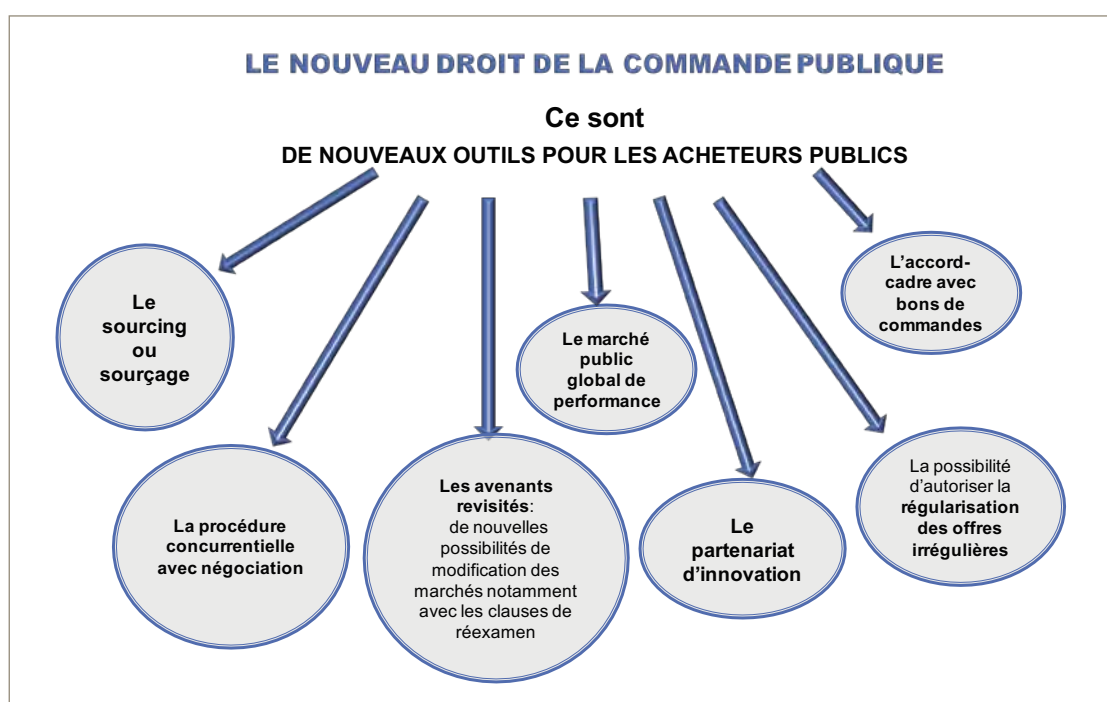 LE NOUVEAU DROIT DE LA COMMANDE PUBLIQUE
Ce sont
DE NOUVEAUX OUTILS POUR LES ACHETEURS PUBLICS
Le
sourcing
ou
sourçage
La procédure
concurrentielle
avec négociation
Les avenants
revisités:
de nouvelles
possibilités de
modification des
marchés notamment
avec les clauses de
réexamen
Le marché
public
global de
performance
Le
partenariat
d'innovation
La possibilité
d'autoriser la
régularisation
des offres
irrégulières
L'accord-
cadre avec
bons de
commandes